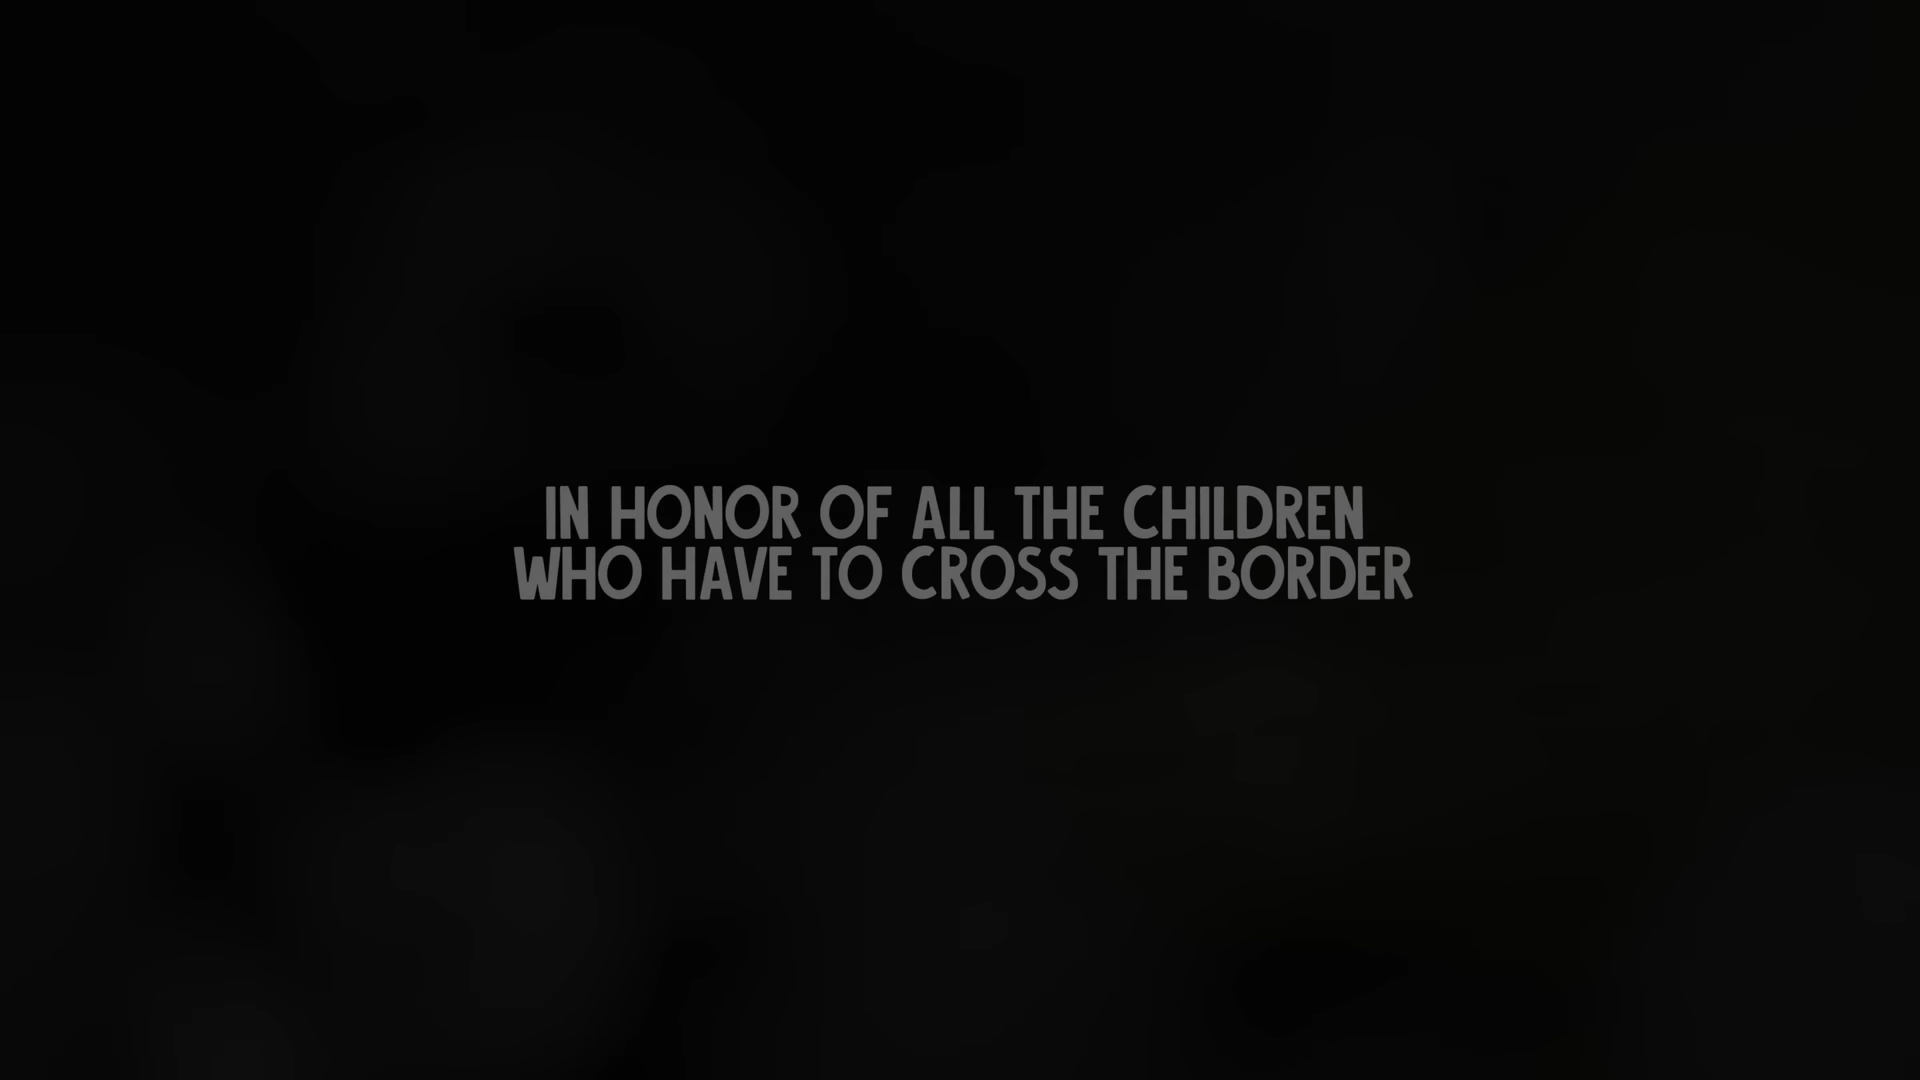 IN HONOR OF ALL THE CHILDREN
WHO HAVE TO CROSS THE BORDER